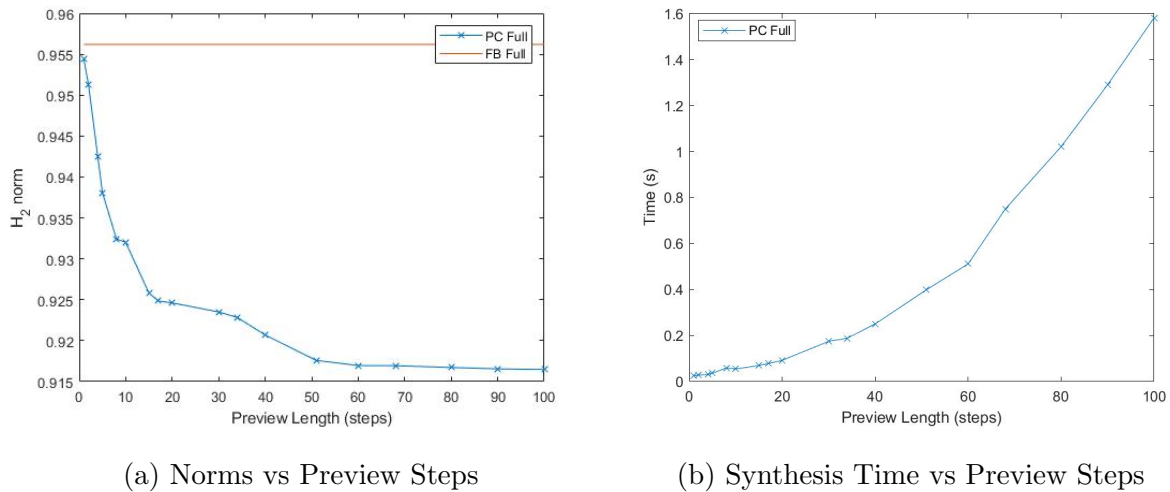 0.96
0.955
0.95
0.945
0.94
0.935
0.93
0.925
0.92
0.915
H2 norm
0 10 20 30 40 50 60 70 80 90 100
Preview Length (steps)
PC Full
FB Full
(a) Norms vs Preview Steps
1.6
1.4
1.2
1
0.8
0.6
0.4
0.2
0
Time (s)
0 20 40 60 80 100
Preview Length (steps)
PC Full
(b) Synthesis Time vs Preview Steps